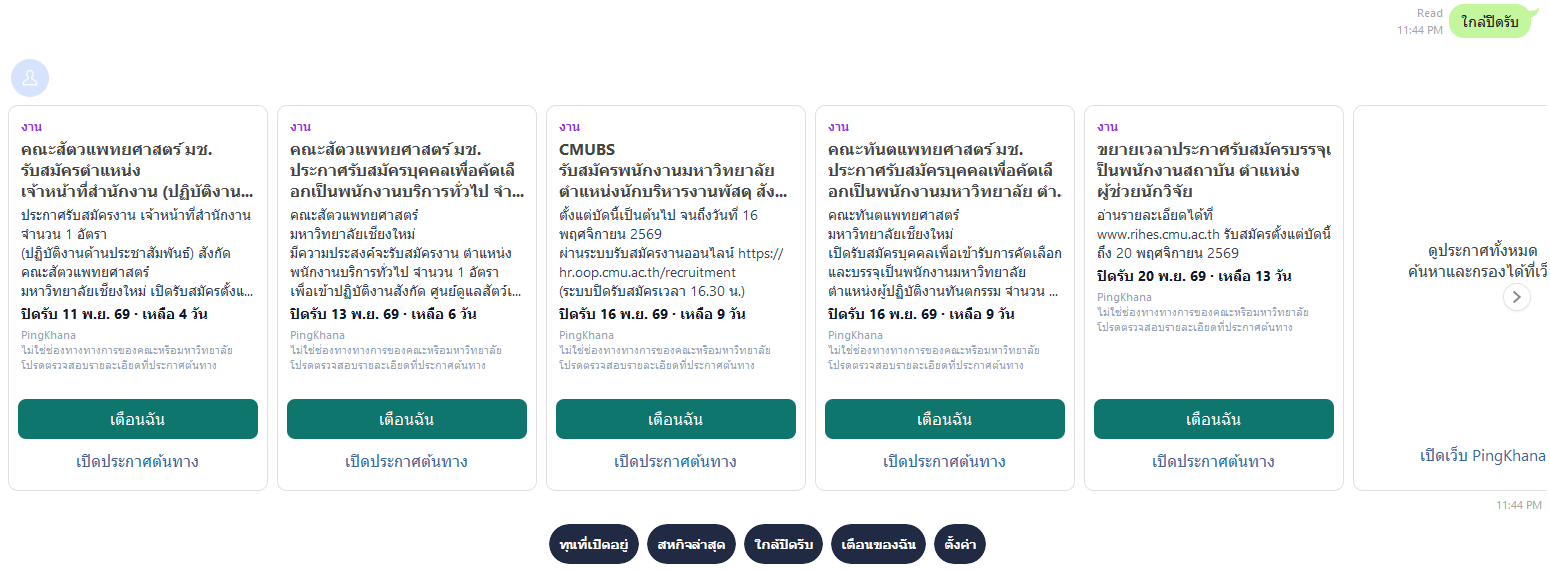 Read
11:44 PM
ใกล้ปิดรับ
งาน
คณะสัตวแพทยศาสตร์ มช.
รับสมัครตำแหน่ง
เจ้าหน้าที่สำนักงาน (ปฏิบัติงาน...
ประกาศรับสมัครงาน เจ้าหน้าที่สำนักงาน
จำนวน 1 อัตรา
(ปฏิบัติงานด้านประชาสัมพันธ์) สังกัด
คณะสัตวแพทยศาสตร์
มหาวิทยาลัยเชียงใหม่ เปิดรับสมัครตั้งแ...
ปิดรับ 11 พ.ย. 69 · เหลือ 4 วัน
PingKhana
ไม่ใช่ช่องทางทางการของคณะหรือมหาวิทยาลัย
โปรดตรวจสอบรายละเอียดที่ประกาศต้นทาง
เตือนฉัน
เปิดประกาศต้นทาง
งาน
คณะสัตวแพทยศาสตร์ มช.
ประกาศรับสมัครบุคคลเพื่อคัดเลื
อกเป็นพนักงานบริการทั่วไป จำ...
คณะสัตวแพทยศาสตร์
มหาวิทยาลัยเชียงใหม่
มีความประสงค์จะรับสมัครงาน ตำแหน่ง
พนักงานบริการทั่วไป จำนวน 1 อัตรา
เพื่อเข้าปฏิบัติงานสังกัด ศูนย์ดูแลสัตว์เ...
ปิดรับ 13 พ.ย. 69 · เหลือ 6 วัน
PingKhana
ไม่ใช่ช่องทางทางการของคณะหรือมหาวิทยาลัย
โปรดตรวจสอบรายละเอียดที่ประกาศต้นทาง
เตือนฉัน
เปิดประกาศต้นทาง
งาน
CMUBS
รับสมัครพนักงานมหาวิทยาลัย
ตำแหน่งนักบริหารงานพัสดุ สัง...
ตั้งแต่บัดนี้เป็นต้นไป จนถึงวันที่ 16
พฤศจิกายน 2569
ผ่านระบบรับสมัครงานออนไลน์ https://
hr.oop.cmu.ac.th/recruitment
(ระบบปิดรับสมัครเวลา 16.30 น.)
ปิดรับ 16 พ.ย. 69 · เหลือ 9 วัน
PingKhana
ไม่ใช่ช่องทางทางการของคณะหรือมหาวิทยาลัย
โปรดตรวจสอบรายละเอียดที่ประกาศต้นทาง
เตือนฉัน
เปิดประกาศต้นทาง
งาน
คณะทันตแพทยศาสตร์ มช.
ประกาศรับสมัครบุคคลเพื่อคัดเลื
อกเป็นพนักงานมหาวิทยาลัย ตำ.
คณะทันตแพทยศาสตร์
มหาวิทยาลัยเชียงใหม่
เปิดรับสมัครบุคคลเพื่อเข้ารับการคัดเลือก
และบรรจุเป็นพนักงานมหาวิทยาลัย
ตำแหน่งผู้ปฏิบัติงานทันตกรรม จำนวน ...
ปิดรับ 16 พ.ย. 69 · เหลือ 9 วัน
PingKhana
ไม่ใช่ช่องทางทางการของคณะหรือมหาวิทยาลัย
โปรดตรวจสอบรายละเอียดที่ประกาศต้นทาง
เตือนฉัน
เปิดประกาศต้นทาง
งาน
ขยายเวลาประกาศรับสมัครบรรจุเ
ป็นพนักงานสถาบัน ตำแหน่ง
ผู้ช่วยนักวิจัย
อ่านรายละเอียดได้ที่
www.rihes.cmu.ac.th รับสมัครตั้งแต่บัดนี้
ถึง 20 พฤศจิกายน 2569
ปิดรับ 20 พ.ย. 69 · เหลือ 13 วัน
PingKhana
ไม่ใช่ช่องทางทางการของคณะหรือมหาวิทยาลัย
โปรดตรวจสอบรายละเอียดที่ประกาศต้นทาง
เตือนฉัน
เปิดประกาศต้นทาง
ดูประกาศทั้งหมด
ค้นหาและกรองได้ที่เว็
เปิดเว็บ PingKhana
11:44 PM
ทุนที่เปิดอยู่
สหกิจล่าสุด
ใกล้ปิดรับ
เตือนของฉัน
ตั้งค่า